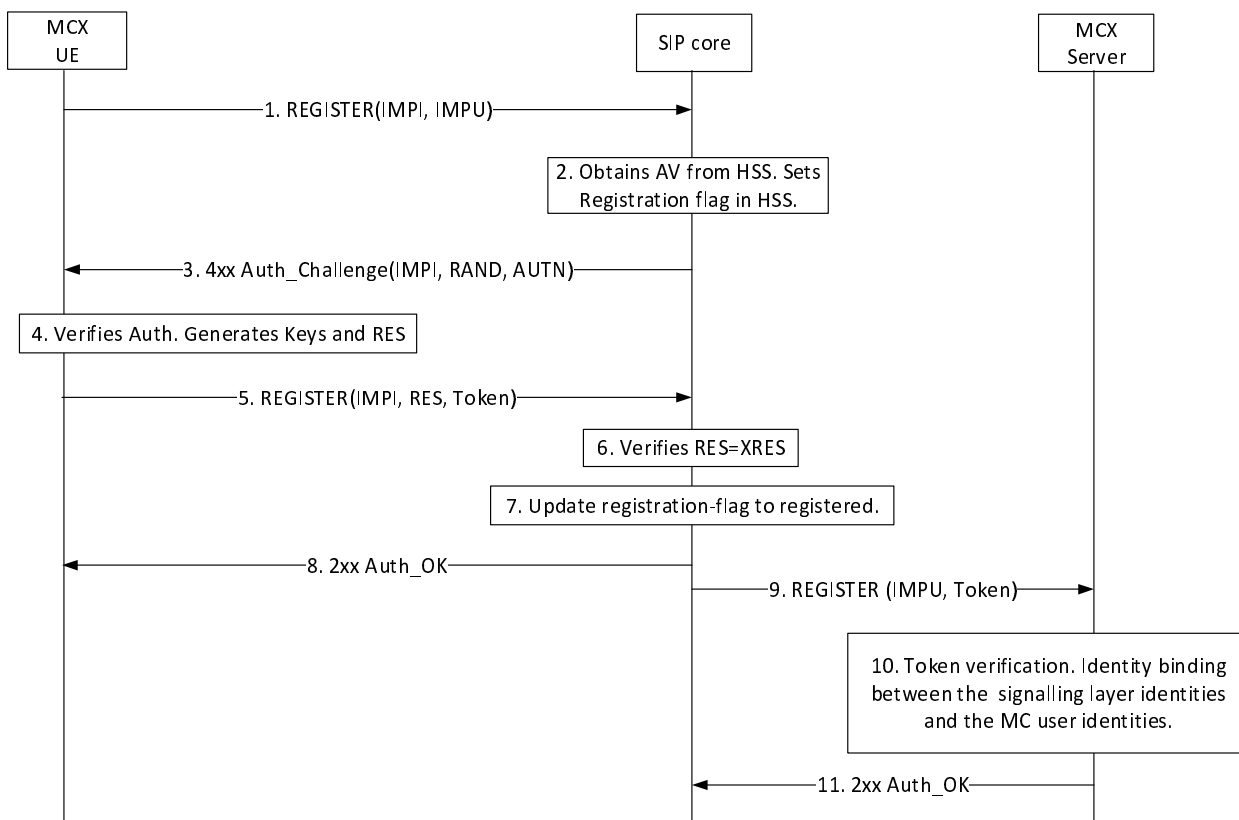 MCX
UE
SIP core
MCX
Server
1. REGISTER(IMPI, IMPU)
2. Obtains AV from HSS. Sets
Registration flag in HSS.
3. 4xx Auth_Challenge(IMPI, RAND, AUTN)
4. Verifies Auth. Generates Keys and RES
5. REGISTER(IMPI, RES, Token)
6. Verifies RES=XRES
7. Update registration-flag to registered.
8. 2xx Auth_OK
9. REGISTER (IMPU, Token)
10. Token verification. Identity binding
between the signalling layer identities
and the MC user identities.
11. 2xx Auth_OK